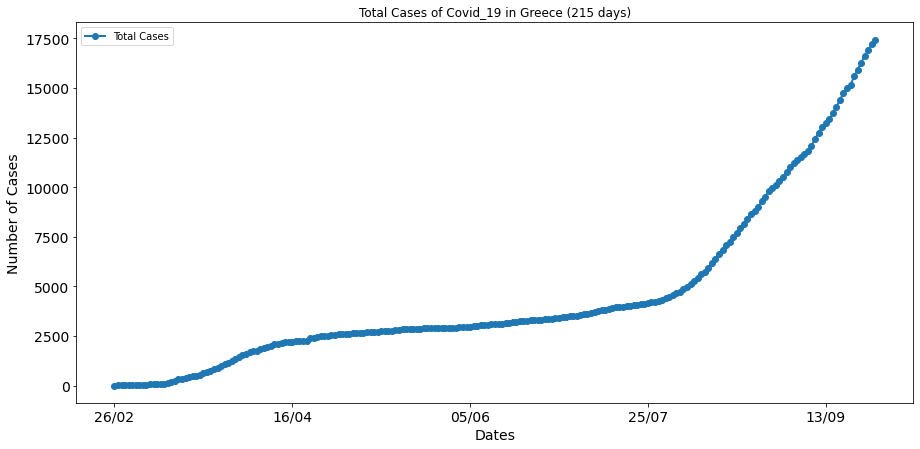 Total Cases of Covid_19 in Greece (215 days)
Total Cases
17500
15000
12500
10000
7500
5000
2500
0
Number of Cases
26/02 16/04 05/06 25/07 13/09
Dates